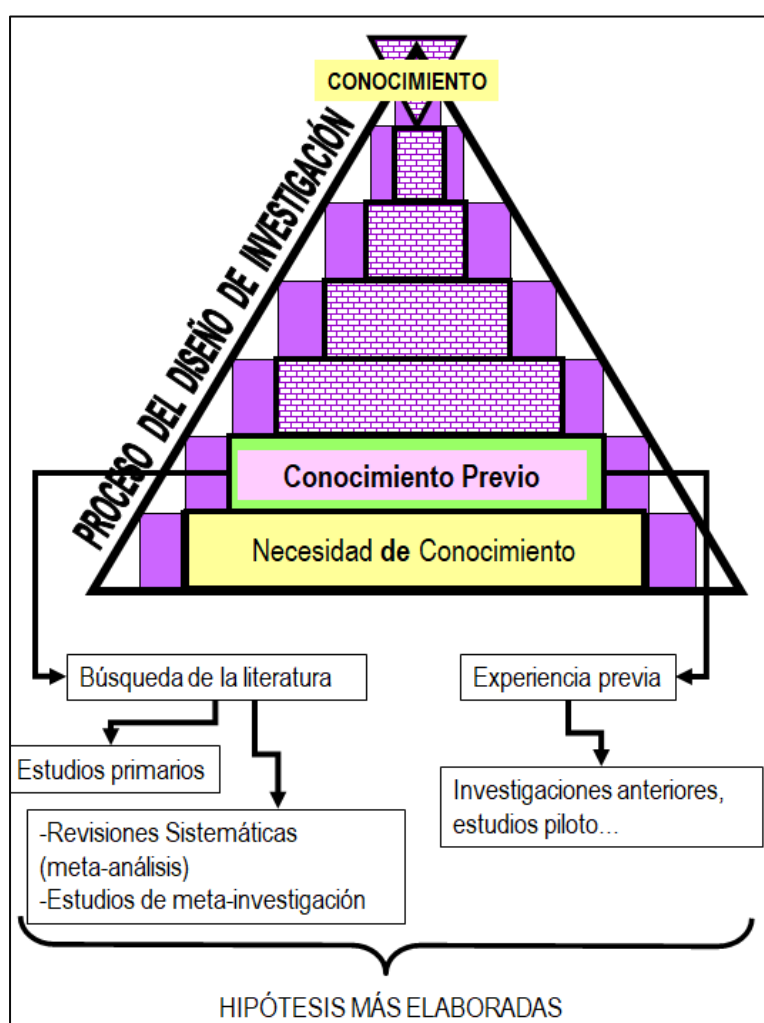 CONOCIMIENTO
PROCESO DEL DISEÑO DE INVESTIGACIÓN
Conocimiento Previo
Necesidad de Conocimiento
Búsqueda de la literatura
Experiencia previa
Estudios primarios
Investigaciones anteriores,
estudios piloto...
-Revisiones Sistemáticas
(meta-análisis)
-Estudios de meta-investigación
HIPÓTESIS MÁS ELABORADAS